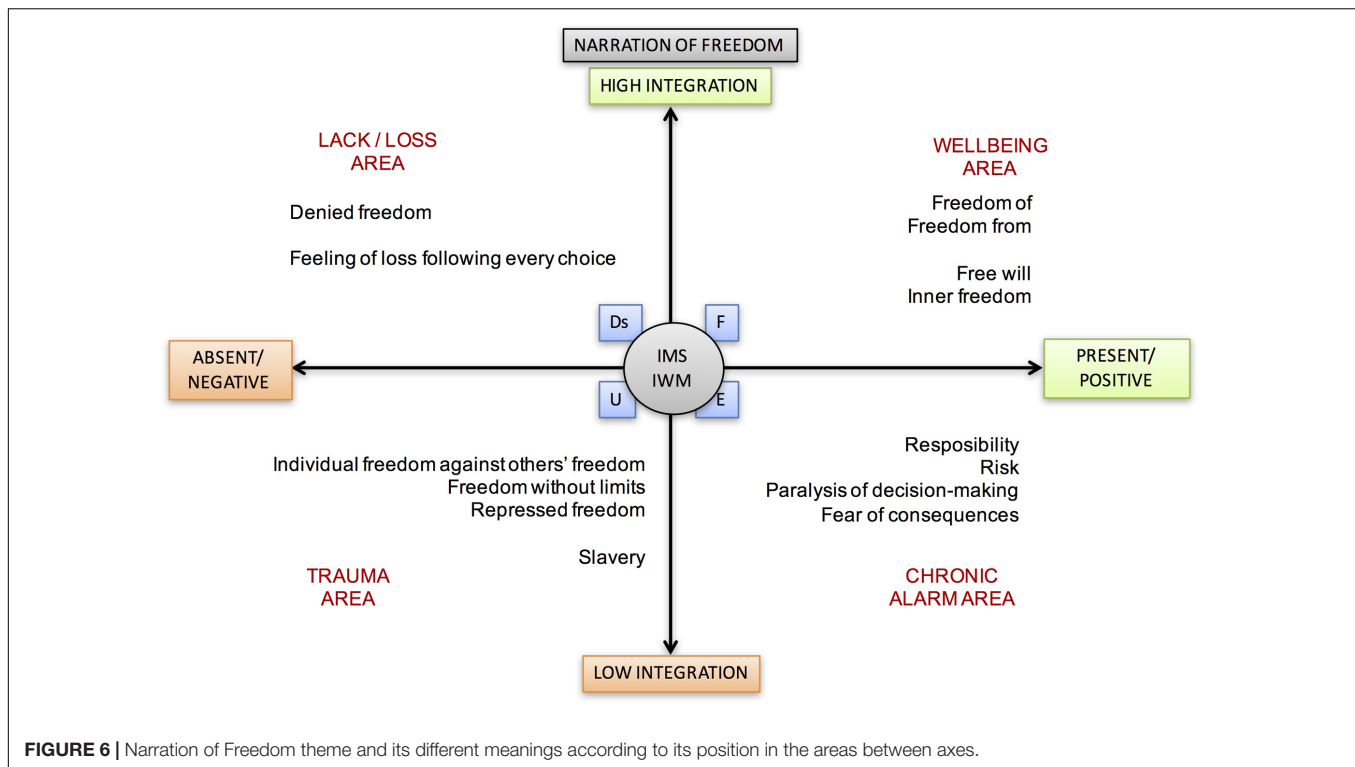 NARRATION OF FREEDOM
HIGH INTEGRATION
LACK / LOSS
AREA
Denied freedom
Feeling of loss following every choice
WELLBEING
AREA
Freedom of
Freedom from
Free will
Inner freedom
Ds
F
ABSENT/
NEGATIVE
IMS
IWM
PRESENT/
POSITIVE
U
E
Individual freedom against others’ freedom
Freedom without limits
Repressed freedom
Slavery
TRAUMA
AREA
Resposibility
Risk
Paralysis of decision-making
Fear of consequences
CHRONIC
ALARM AREA
LOW INTEGRATION
FIGURE 6 | Narration of Freedom theme and its different meanings according to its position in the areas between axes.